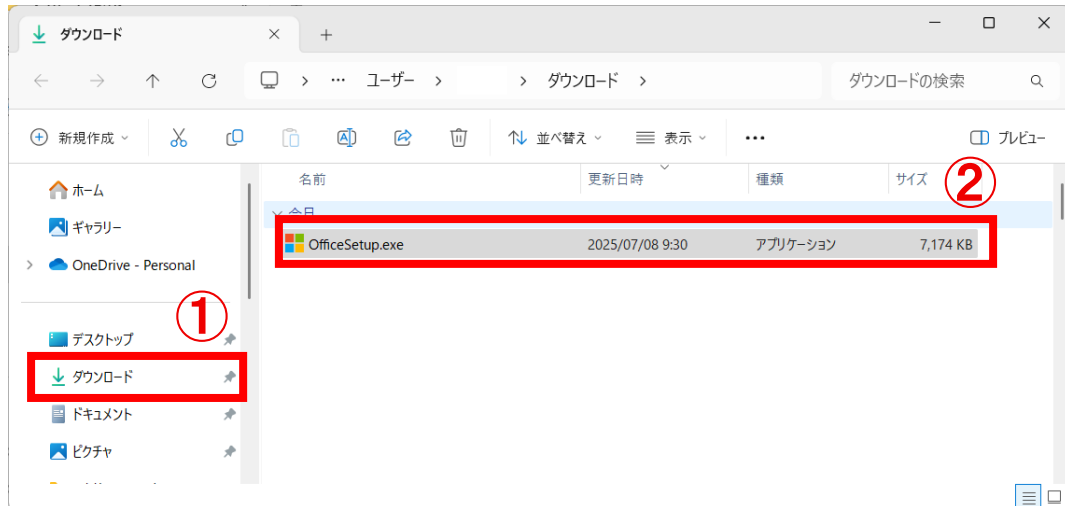 ダウンロード
… ユーザー > > ダウンロード >
ダウンロードの検索
新規作成
並べ替え
表示
プレビュー
ホーム
ギャラリー
OneDrive - Personal
①
デスクトップ
ダウンロード
ドキュメント
ピクチャ
名前 更新日時 種類 サイズ
②
今日
OfficeSetup.exe 2025/07/08 9:30 アプリケーション 7,174 KB